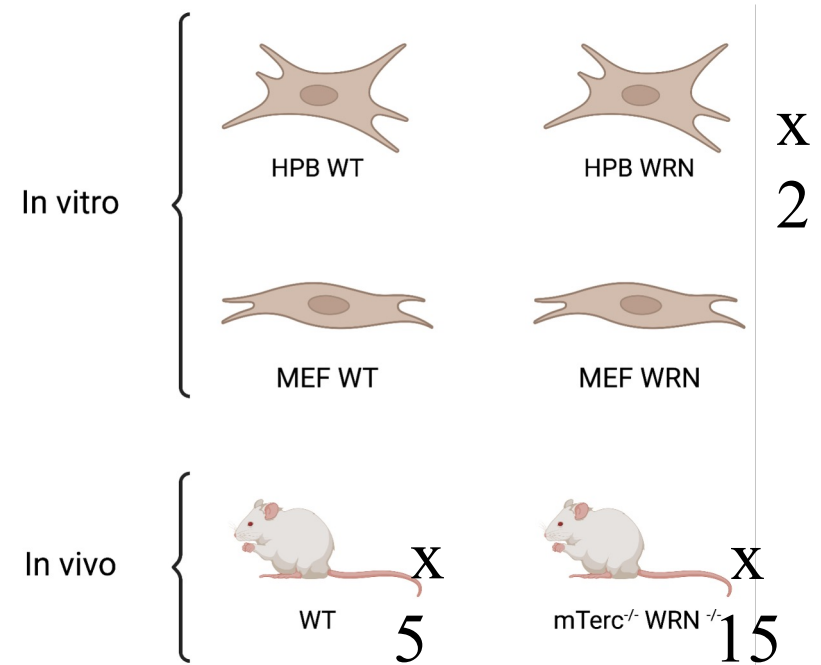 HPB WT
HPB WRN
x
2
In vitro
MEF WT
MEF WRN
In vivo
x
x
WT
5
mTerc-/- WRN -/-
15